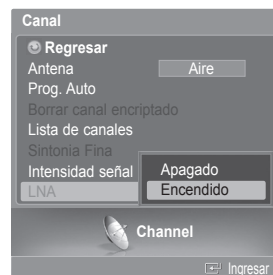 Canal
Regresar
Antena Aire
Prog. Auto
Borrar canal encriptado
Lista de canales
Sintonia Fina
Intensidad señal Apagado
LNA Encendido
Channel
Ingresar